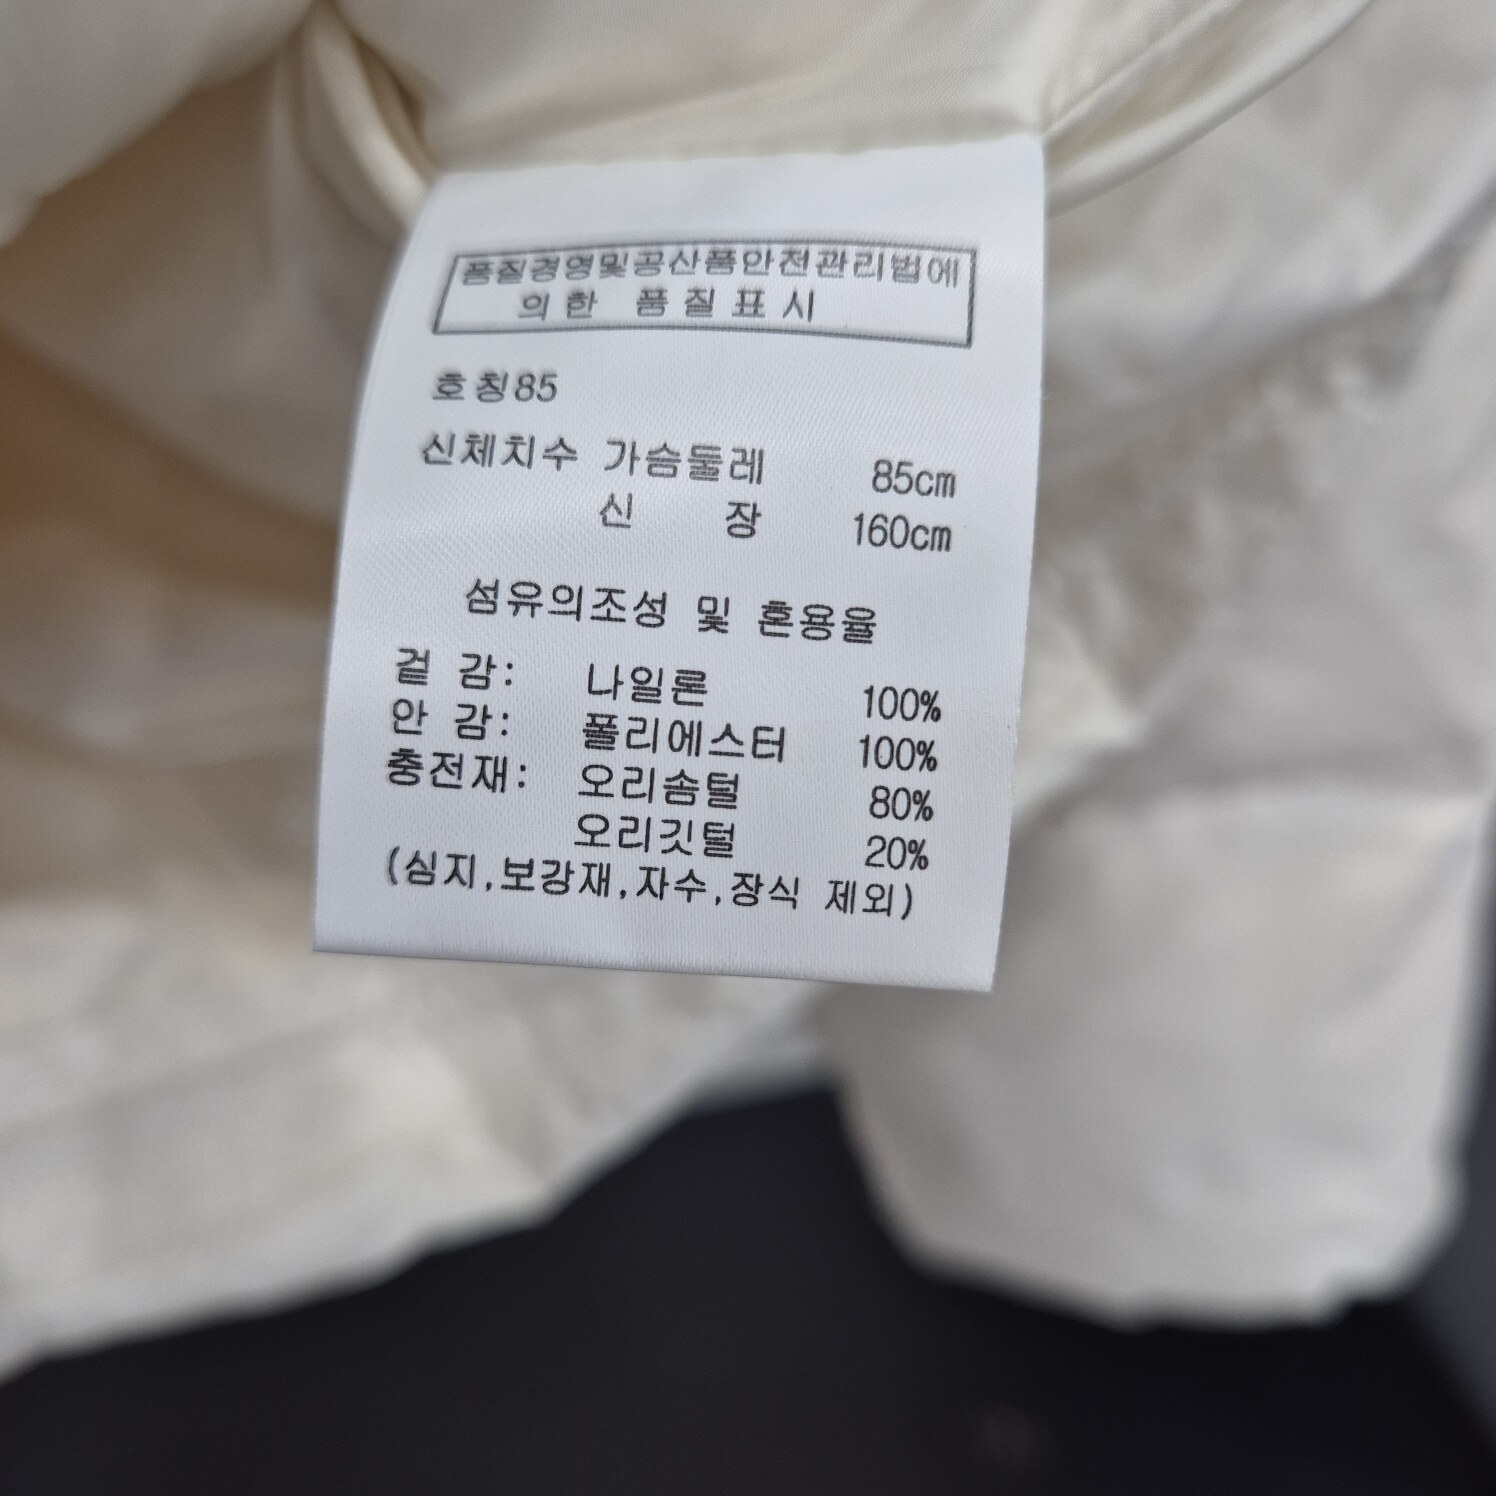 품질경영및공산품안전관리법에
의한 품질표시
호칭85
신체치수 가슴둘레 85cm
신 장 160cm
섬유의조성 및 혼용율
겉 감: 나일론 100%
안 감: 폴리에스터 100%
충전재: 오리솜털 80%
오리깃털 20%
(심지,보강재,자수,장식 제외)